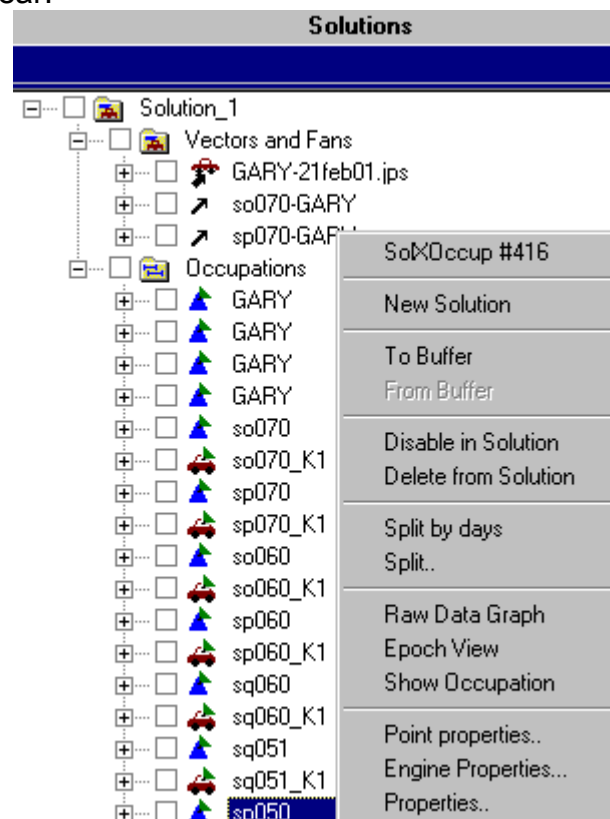 Solutions
Solution_1
Vectors and Fans
GARY-21feb01.jps
so070-GARY
sp070-GARY
Occupations
GARY
GARY
GARY
GARY
so070
so070_K1
sp070
sp070_K1
so060
so060_K1
sp060
sp060_K1
sq060
sq060_K1
sq051
sq051_K1
sp050
SolXOccup #416
New Solution
To Buffer
From Buffer
Disable in Solution
Delete from Solution
Split by days
Split..
Raw Data Graph
Epoch View
Show Occupation
Point properties..
Engine Properties...
Properties..